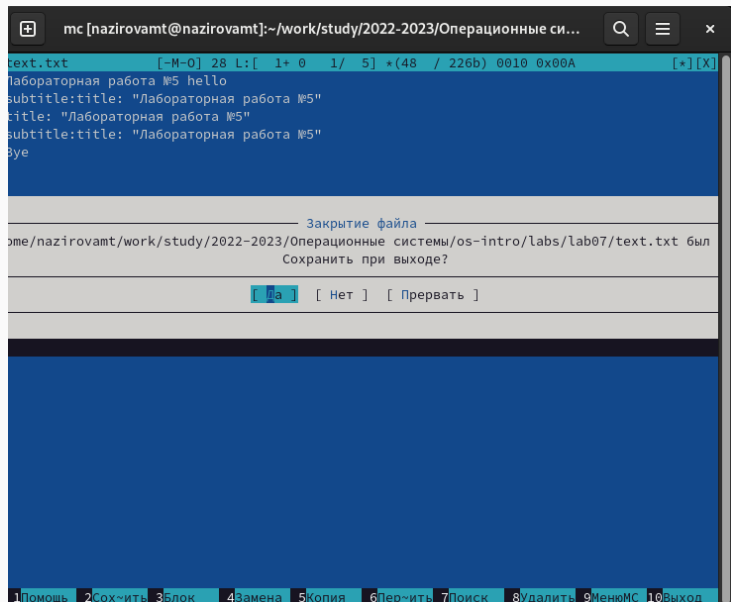 mc [nazirovamt@nazirovamt]:~/work/study/2022-2023/Операционные си...
text.txt [-M-O] 28 L:[ 1+ 0 1/ 5] *(48 / 226b) 0010 0x00A [*][X]
Лабораторная работа №5 hello
subtitle:title: "Лабораторная работа №5"
title: "Лабораторная работа №5"
subtitle:title: "Лабораторная работа №5"
Bye
Закрытие файла
ome/nazirovamt/work/study/2022-2023/Операционные системы/os-intro/labs/lab07/text.txt был
Сохранить при выходе?
[ Да ] [ Нет ] [ Прервать ]
1Помощь 2Сох~ить 3Блок 4Замена 5Копия 6Пер~ить 7Поиск 8Удалить 9МенюMC 10Выход